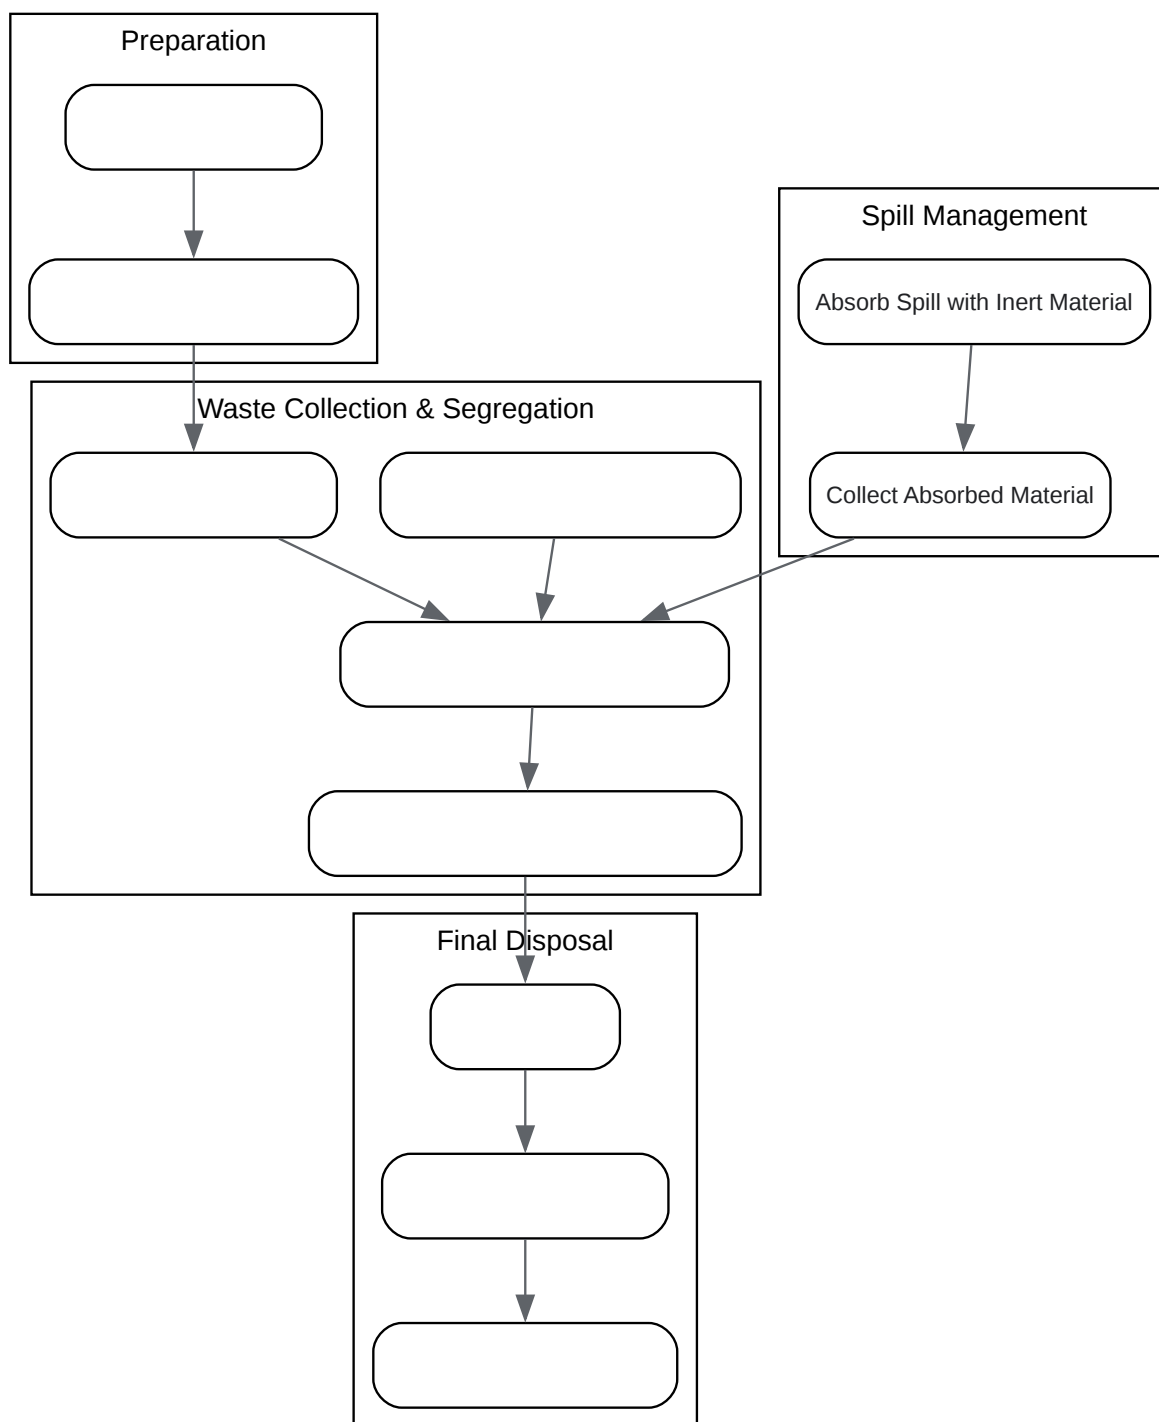 Preparation
Spill Management
Absorb Spill with Inert Material
Waste Collection & Segregation
Collect Absorbed Material
Final Disposal